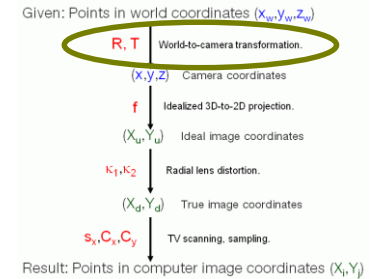 Given: Points in world coordinates (xw,yw,zw)
R, T World-to-camera transformation.
(x,y,z) Camera coordinates
f Idealized 3D-to-2D projection.
(Xu,Yu) Ideal image coordinates
κ1,κ2 Radial lens distortion.
(Xd,Yd) True image coordinates
sx,Cx,Cy TV scanning, sampling.
Result: Points in computer image coordinates (Xi,Yj)